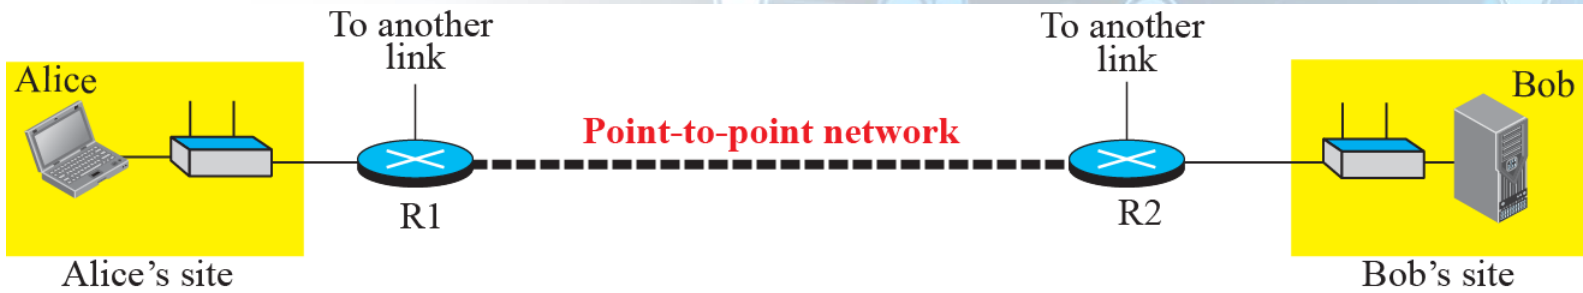 To another
link
To another
link
Alice
Bob
Point-to-point network
R1
R2
Alice’s site
Bob’s site